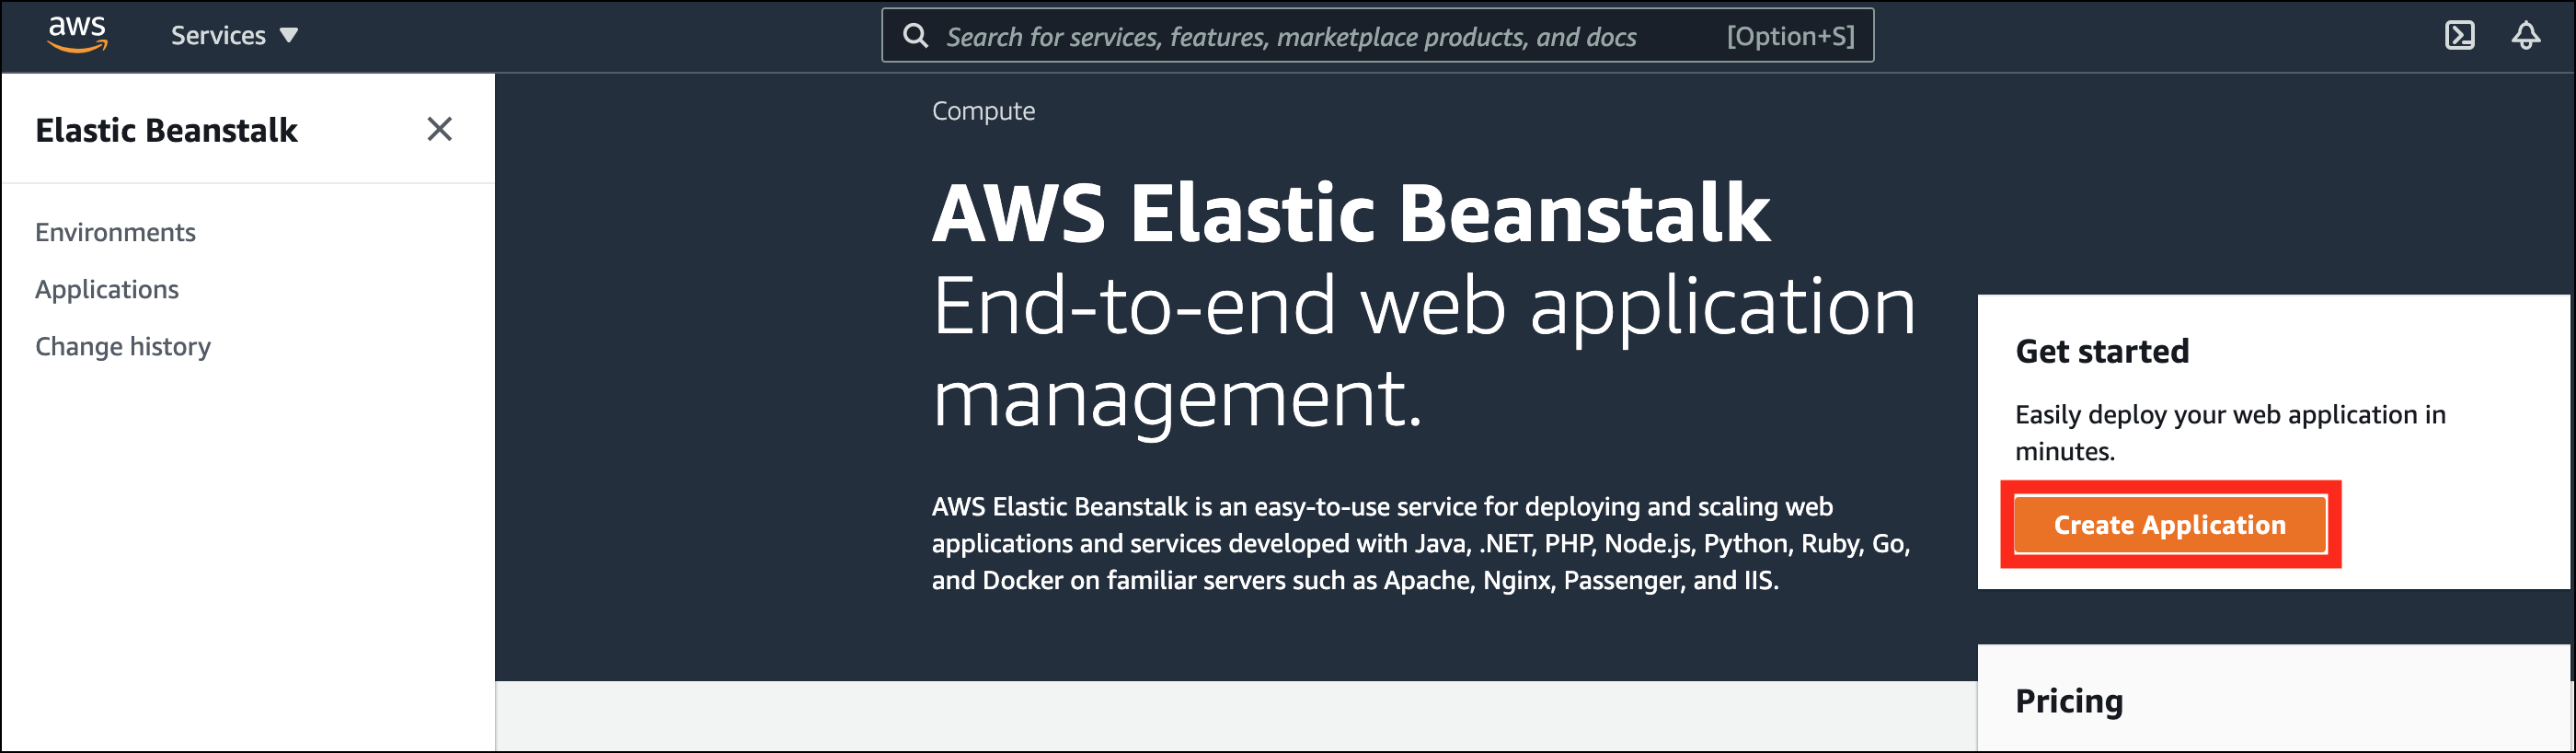 aws
Services
Search for services, features, marketplace products, and docs
[Option+S]
Elastic Beanstalk
Environments
Applications
Change history
Compute
AWS Elastic Beanstalk
End-to-end web application
management.
AWS Elastic Beanstalk is an easy-to-use service for deploying and scaling web
applications and services developed with Java, .NET, PHP, Node.js, Python, Ruby, Go,
and Docker on familiar servers such as Apache, Nginx, Passenger, and IIS.
Get started
Easily deploy your web application in
minutes.
Create Application
Pricing